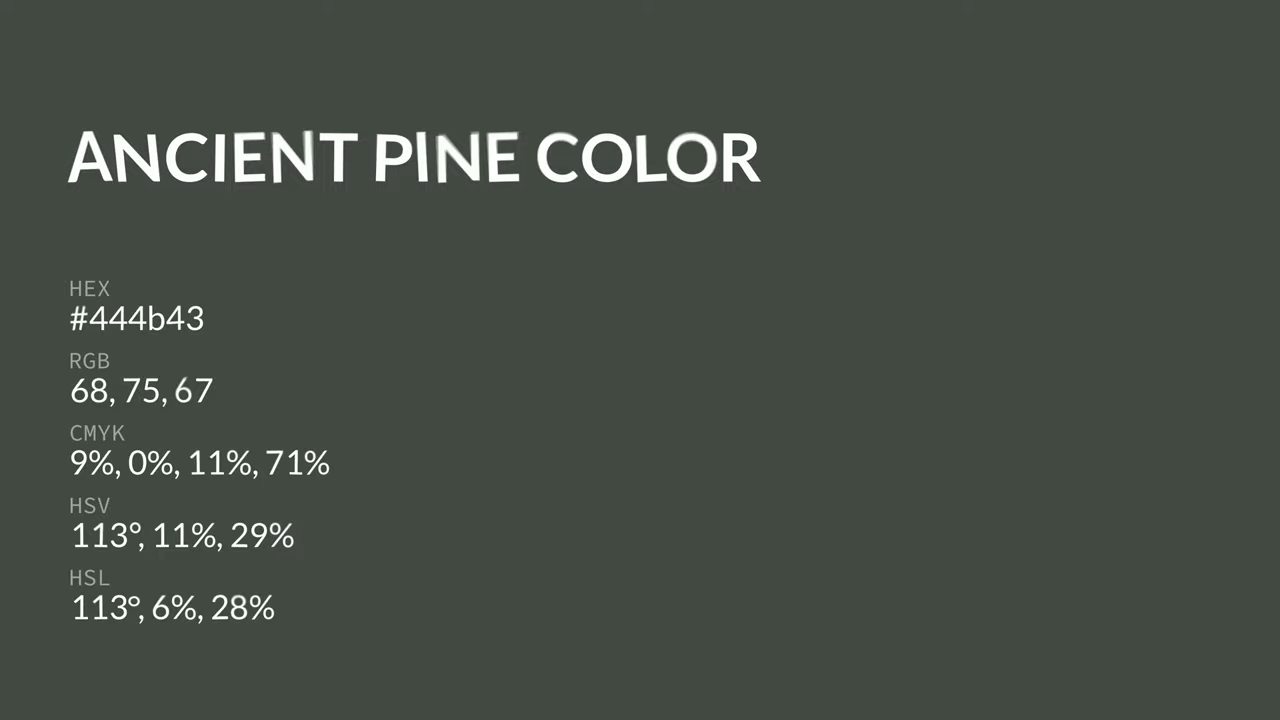 ANCIENT PINE COLOR
HEX
#444b43
RGB
68, 75, 67
CMYK
9%, 0%, 11%, 71%
HSV
113°, 11%, 29%
HSL
113°, 6%, 28%